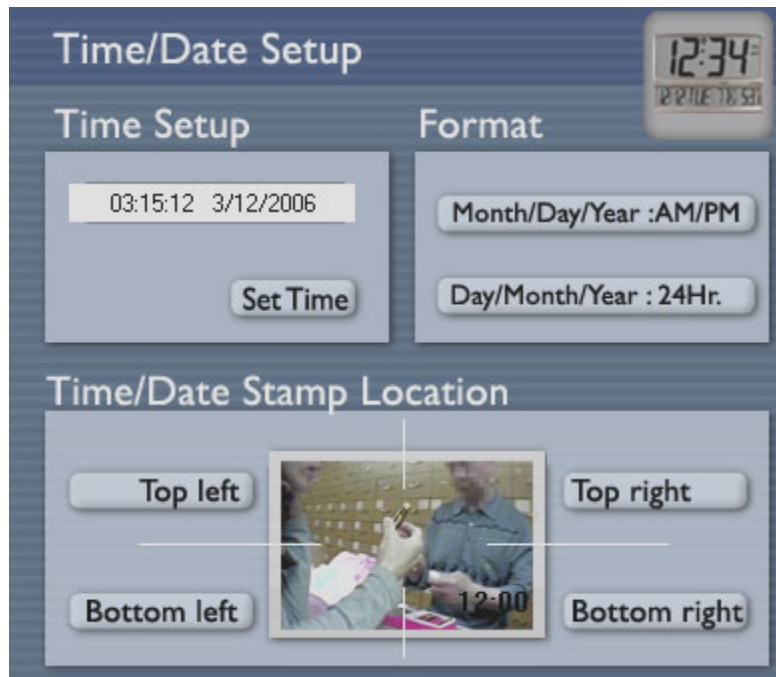 Time/Date Setup
12:34
Time Setup
Format
03:15:12 3/12/2006
Month/Day/Year :AM/PM
Set Time
Day/Month/Year : 24Hr.
Time/Date Stamp Location
Top left
Top right
12:00
Bottom left
Bottom right